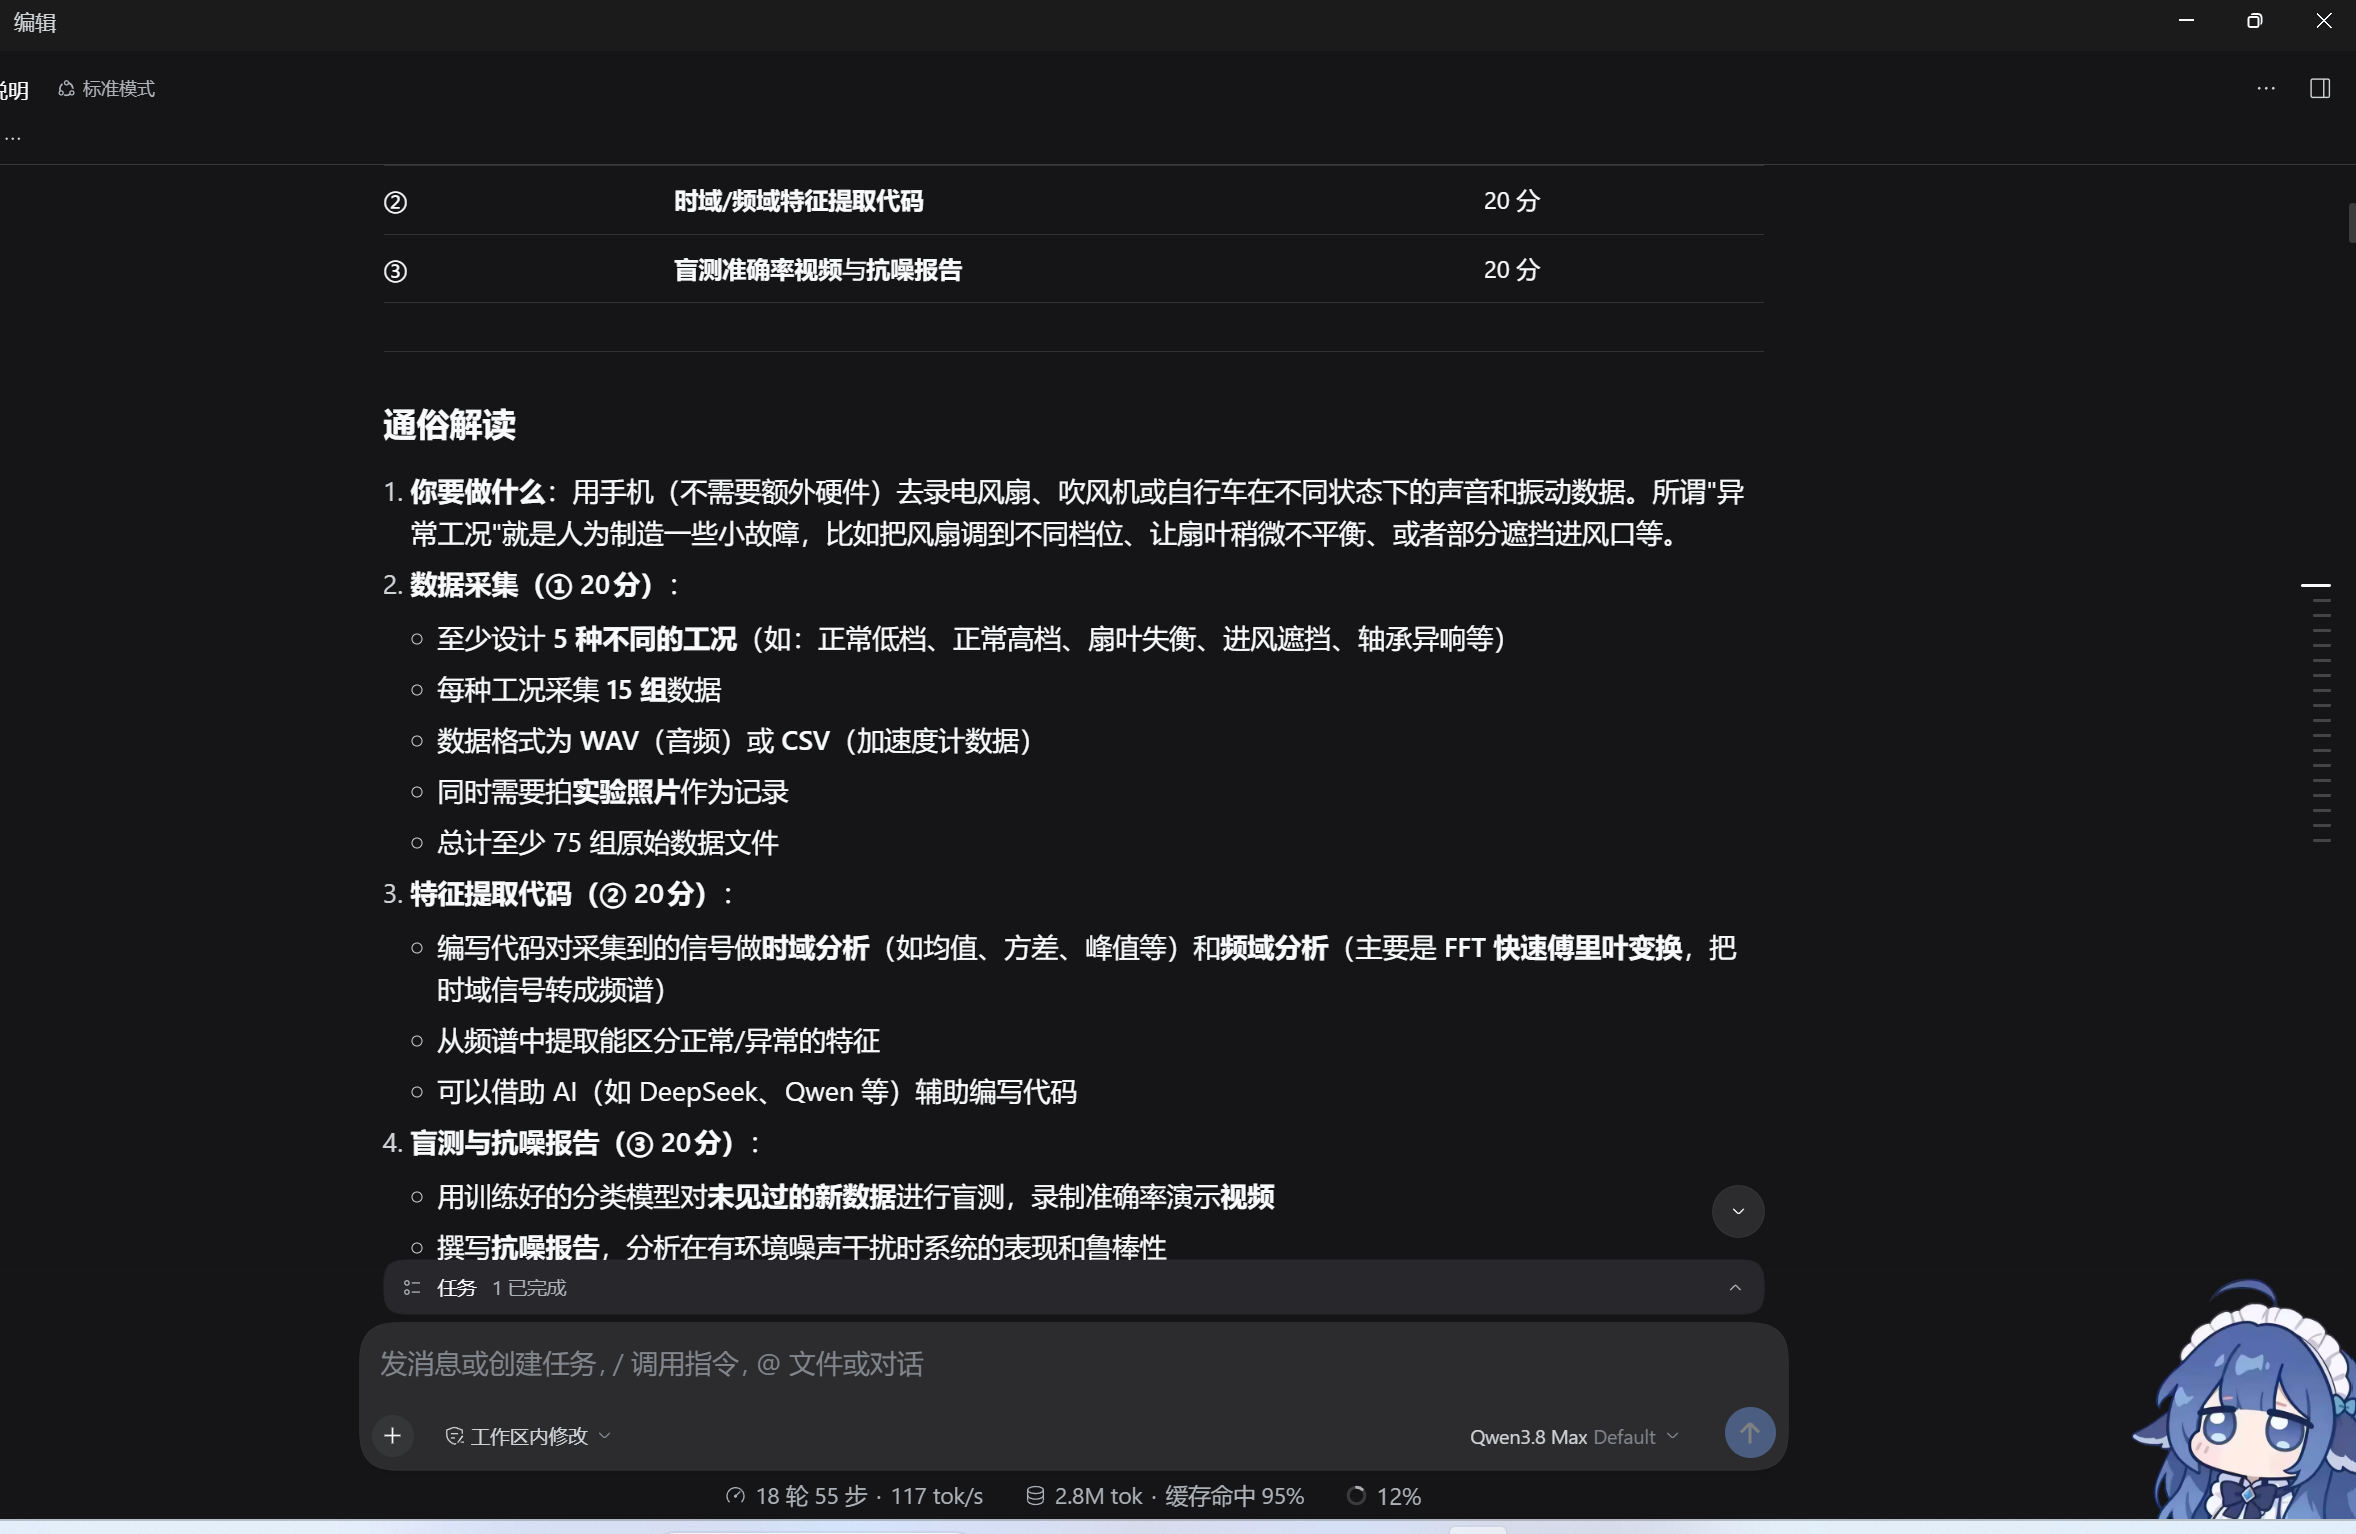 编辑
说明 标准模式
…
② 时域/频域特征提取代码 20 分
③ 盲测准确率视频与抗噪报告 20 分
通俗解读
1. 你要做什么：用手机（不需要额外硬件）去录电风扇、吹风机或自行车在不同状态下的声音和振动数据。所谓"异
常工况"就是人为制造一些小故障，比如把风扇调到不同档位、让扇叶稍微不平衡、或者部分遮挡进风口等。
2. 数据采集（① 20分）：
○ 至少设计 5 种不同的工况（如：正常低档、正常高档、扇叶失衡、进风遮挡、轴承异响等）
○ 每种工况采集 15 组数据
○ 数据格式为 WAV（音频）或 CSV（加速度计数据）
○ 同时需要拍实验照片作为记录
○ 总计至少 75 组原始数据文件
3. 特征提取代码（② 20分）：
○ 编写代码对采集到的信号做时域分析（如均值、方差、峰值等）和频域分析（主要是 FFT 快速傅里叶变换，把
时域信号转成频谱）
○ 从频谱中提取能区分正常/异常的特征
○ 可以借助 AI（如 DeepSeek、Qwen 等）辅助编写代码
4. 盲测与抗噪报告（③ 20分）：
○ 用训练好的分类模型对未见过的新数据进行盲测，录制准确率演示视频
○ 撰写抗噪报告，分析在有环境噪声干扰时系统的表现和鲁棒性
任务 1 已完成
发消息或创建任务, / 调用指令, @ 文件或对话
工作区内修改 Qwen3.8 Max Default
18 轮 55 步 · 117 tok/s 2.8M tok · 缓存命中 95% 12%